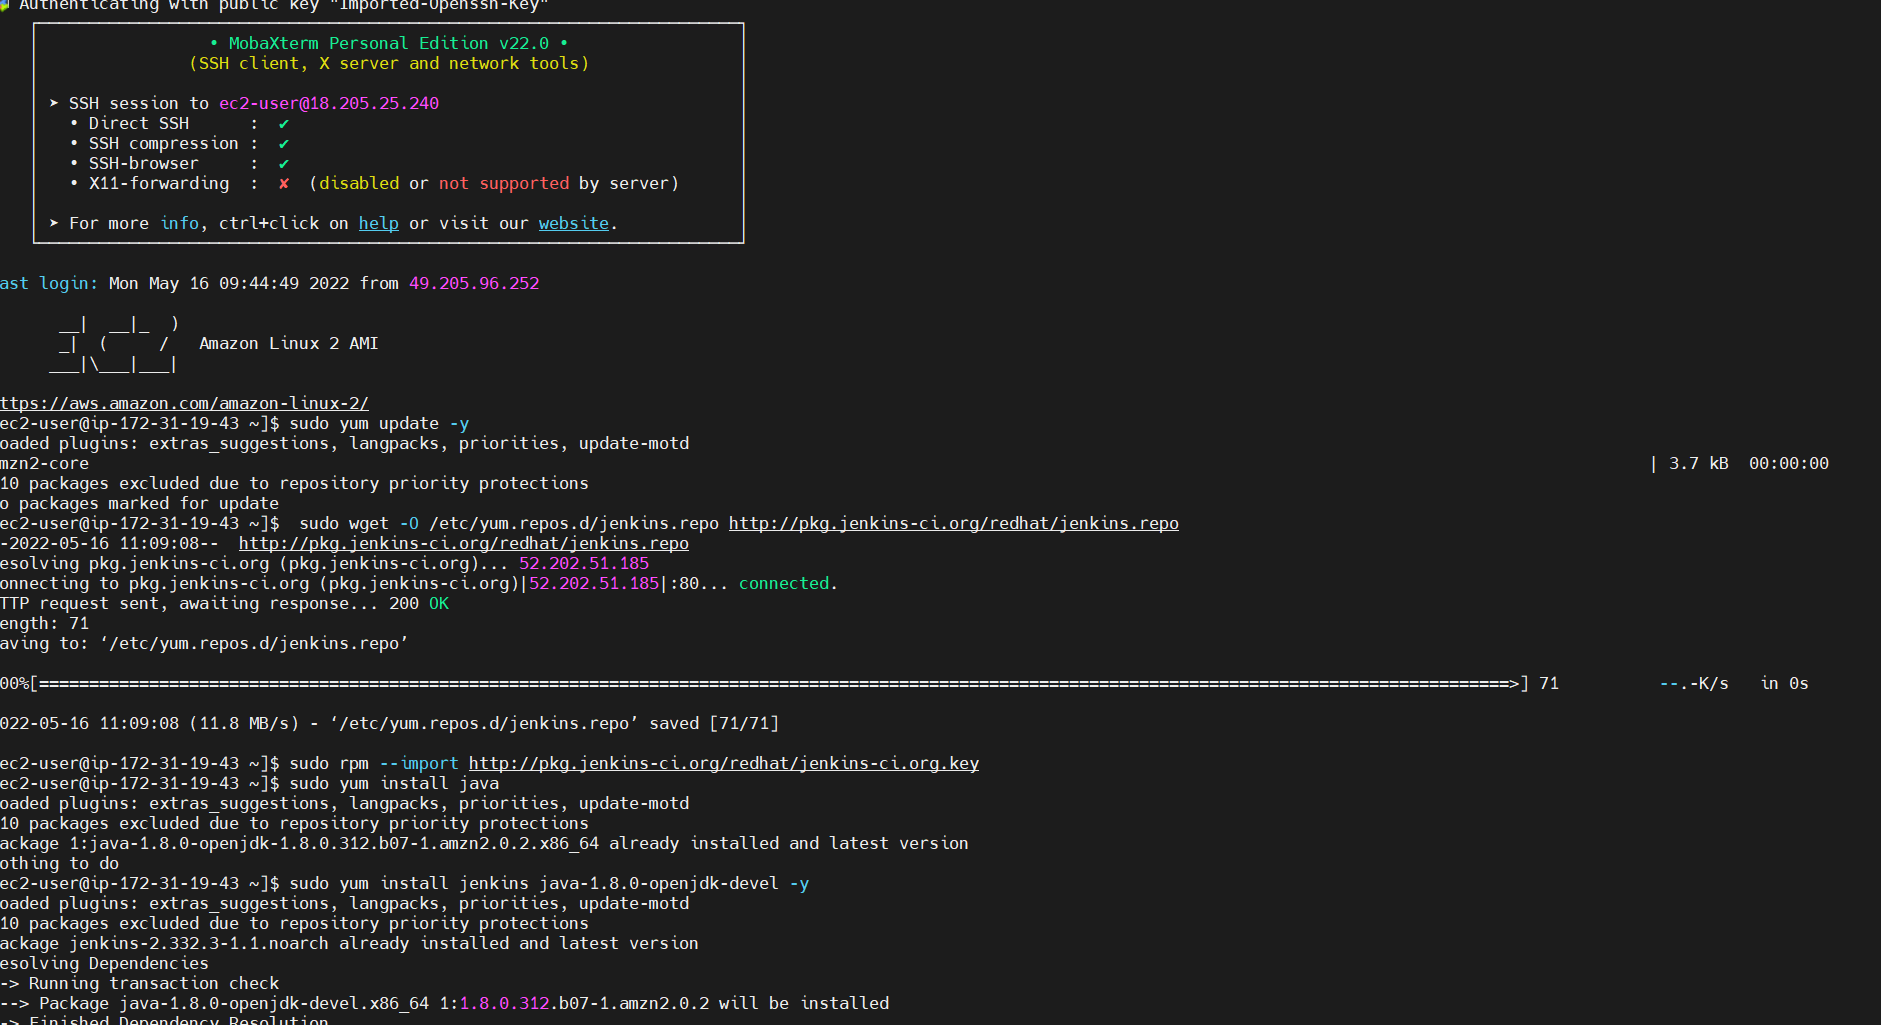 Authenticating with public key "Imported-Openssh-Key"
• MobaXterm Personal Edition v22.0 •
(SSH client, X server and network tools)
➤ SSH session to ec2-user@18.205.25.240
• Direct SSH : ✔
• SSH compression : ✔
• SSH-browser : ✔
• X11-forwarding : ✘ (disabled or not supported by server)
➤ For more info, ctrl+click on help or visit our website.
ast login: Mon May 16 09:44:49 2022 from 49.205.96.252
__| __|_ )
_| ( / Amazon Linux 2 AMI
___|\___|___|
ttps://aws.amazon.com/amazon-linux-2/
ec2-user@ip-172-31-19-43 ~]$ sudo yum update -y
oaded plugins: extras_suggestions, langpacks, priorities, update-motd
mzn2-core | 3.7 kB 00:00:00
10 packages excluded due to repository priority protections
o packages marked for update
ec2-user@ip-172-31-19-43 ~]$ sudo wget -O /etc/yum.repos.d/jenkins.repo http://pkg.jenkins-ci.org/redhat/jenkins.repo
-2022-05-16 11:09:08-- http://pkg.jenkins-ci.org/redhat/jenkins.repo
esolving pkg.jenkins-ci.org (pkg.jenkins-ci.org)... 52.202.51.185
onnecting to pkg.jenkins-ci.org (pkg.jenkins-ci.org)|52.202.51.185|:80... connected.
TTP request sent, awaiting response... 200 OK
ength: 71
aving to: ‘/etc/yum.repos.d/jenkins.repo’
00%[===================================================================================================================================================>] 71 --.-K/s in 0s
022-05-16 11:09:08 (11.8 MB/s) - ‘/etc/yum.repos.d/jenkins.repo’ saved [71/71]
ec2-user@ip-172-31-19-43 ~]$ sudo rpm --import http://pkg.jenkins-ci.org/redhat/jenkins-ci.org.key
ec2-user@ip-172-31-19-43 ~]$ sudo yum install java
oaded plugins: extras_suggestions, langpacks, priorities, update-motd
10 packages excluded due to repository priority protections
ackage 1:java-1.8.0-openjdk-1.8.0.312.b07-1.amzn2.0.2.x86_64 already installed and latest version
othing to do
ec2-user@ip-172-31-19-43 ~]$ sudo yum install jenkins java-1.8.0-openjdk-devel -y
oaded plugins: extras_suggestions, langpacks, priorities, update-motd
10 packages excluded due to repository priority protections
ackage jenkins-2.332.3-1.1.noarch already installed and latest version
esolving Dependencies
-> Running transaction check
--> Package java-1.8.0-openjdk-devel.x86_64 1:1.8.0.312.b07-1.amzn2.0.2 will be installed
-> Finished Dependency Resolution